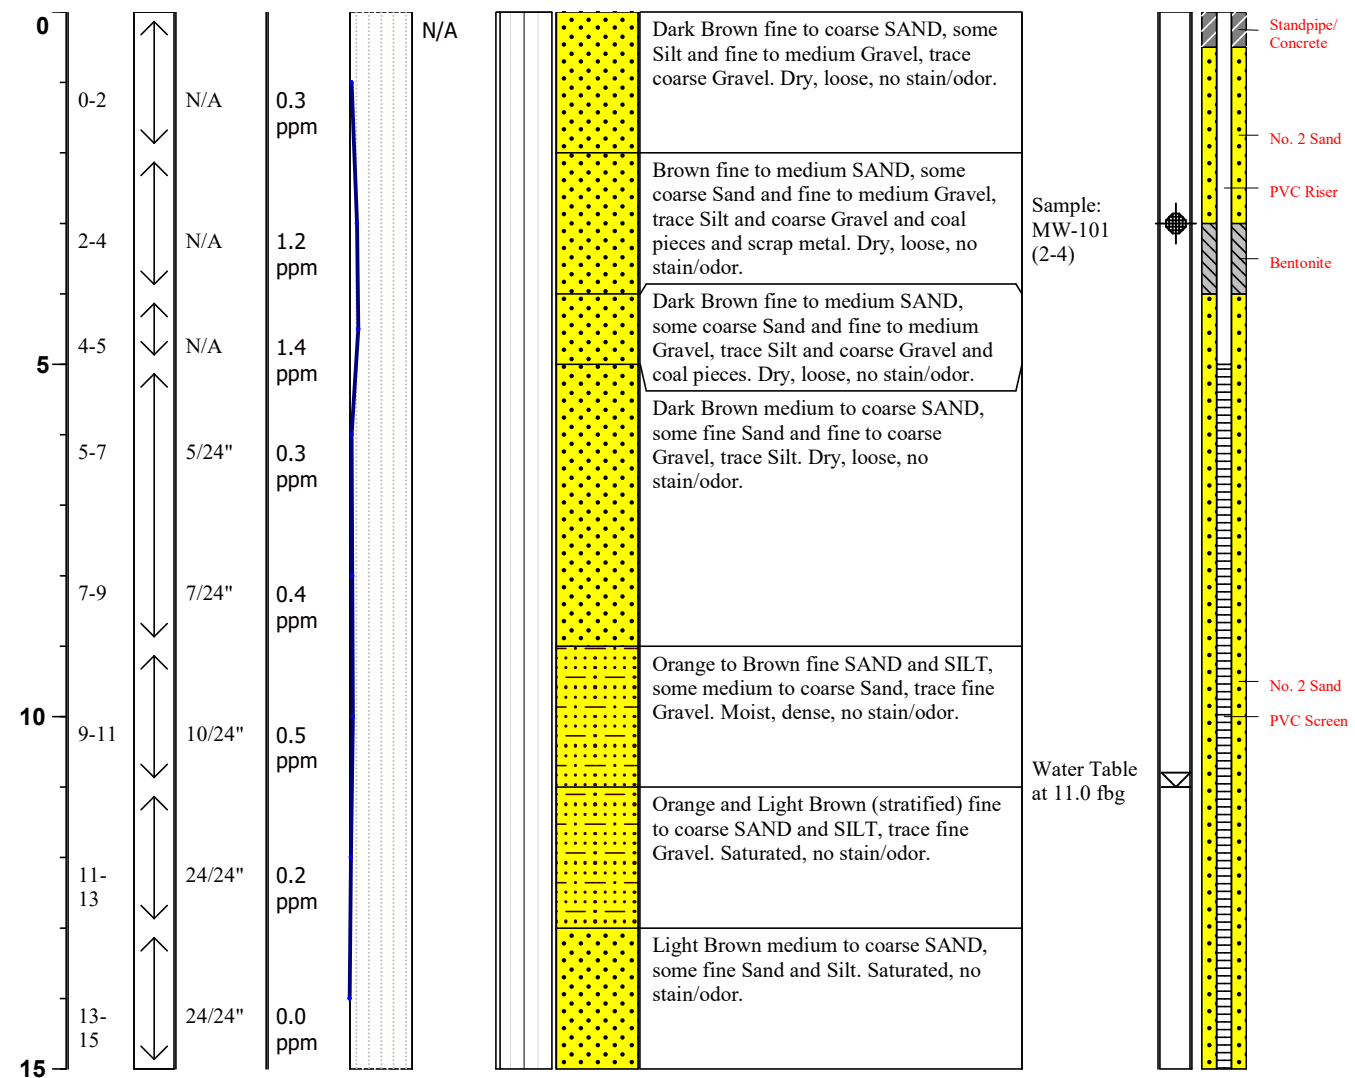 0
N/A
Dark Brown fine to coarse SAND, some
Silt and fine to medium Gravel, trace
coarse Gravel. Dry, loose, no stain/odor.
Standpipe/
Concrete
0-2
N/A
0.3
ppm
No. 2 Sand
Brown fine to medium SAND, some
coarse Sand and fine to medium Gravel,
trace Silt and coarse Gravel and coal
pieces and scrap metal. Dry, loose, no
stain/odor.
PVC Riser
Sample:
MW-101
(2-4)
2-4
N/A
1.2
ppm
Bentonite
Dark Brown fine to medium SAND,
some coarse Sand and fine to medium
Gravel, trace Silt and coarse Gravel and
coal pieces. Dry, loose, no stain/odor.
4-5
N/A
1.4
ppm
5
Dark Brown medium to coarse SAND,
some fine Sand and fine to coarse
Gravel, trace Silt. Dry, loose, no
stain/odor.
5-7
5/24"
0.3
ppm
7-9
7/24"
0.4
ppm
Orange to Brown fine SAND and SILT,
some medium to coarse Sand, trace fine
Gravel. Moist, dense, no stain/odor.
No. 2 Sand
10
PVC Screen
9-11
10/24"
0.5
ppm
Water Table
at 11.0 fbg
Orange and Light Brown (stratified) fine
to coarse SAND and SILT, trace fine
Gravel. Saturated, no stain/odor.
11-
13
24/24"
0.2
ppm
Light Brown medium to coarse SAND,
some fine Sand and Silt. Saturated, no
stain/odor.
13-
15
24/24"
0.0
ppm
15